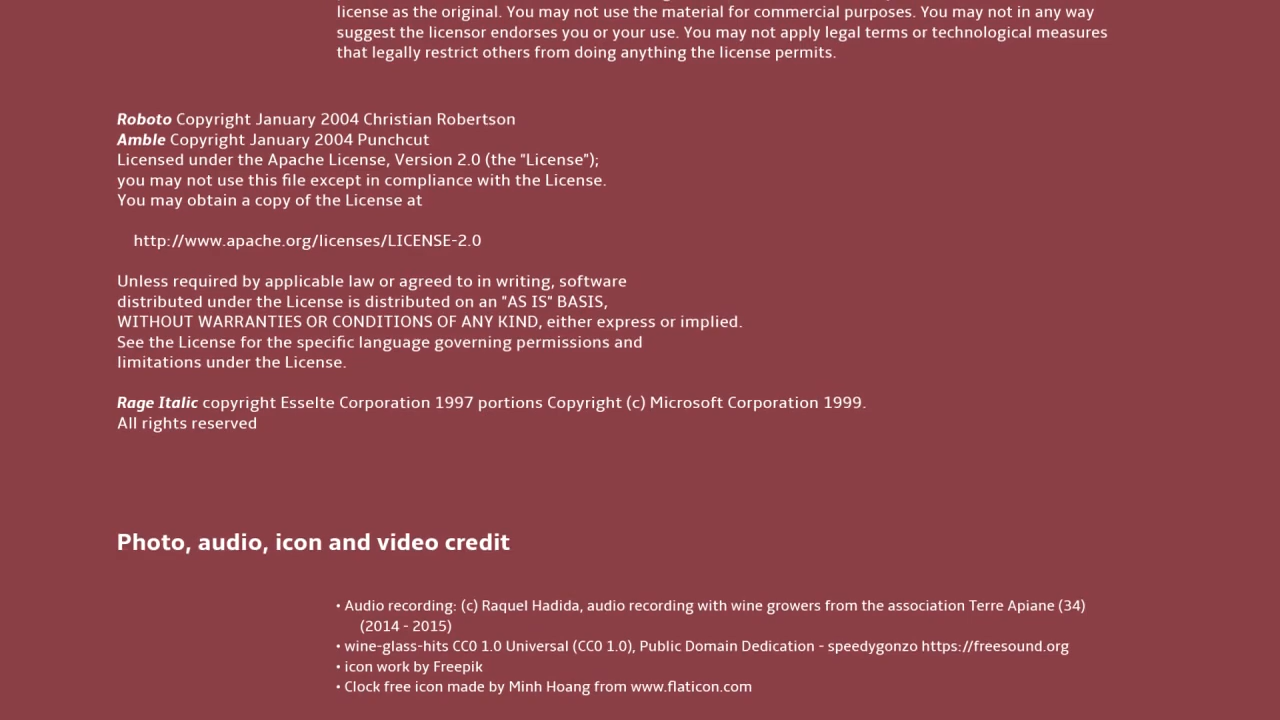 license as the original. You may not use the material for commercial purposes. You may not in any way
suggest the licensor endorses you or your use. You may not apply legal terms or technological measures
that legally restrict others from doing anything the license permits.
Roboto Copyright January 2004 Christian Robertson
Amble Copyright January 2004 Punchcut
Licensed under the Apache License, Version 2.0 (the "License");
you may not use this file except in compliance with the License.
You may obtain a copy of the License at
http://www.apache.org/licenses/LICENSE-2.0
Unless required by applicable law or agreed to in writing, software
distributed under the License is distributed on an "AS IS" BASIS,
WITHOUT WARRANTIES OR CONDITIONS OF ANY KIND, either express or implied.
See the License for the specific language governing permissions and
limitations under the License.
Rage Italic copyright Esselte Corporation 1997 portions Copyright (c) Microsoft Corporation 1999.
All rights reserved
Photo, audio, icon and video credit
• Audio recording: (c) Raquel Hadida, audio recording with wine growers from the association Terre Apiane (34)
(2014 - 2015)
• wine-glass-hits CC0 1.0 Universal (CC0 1.0), Public Domain Dedication - speedygonzo https://freesound.org
• icon work by Freepik
• Clock free icon made by Minh Hoang from www.flaticon.com